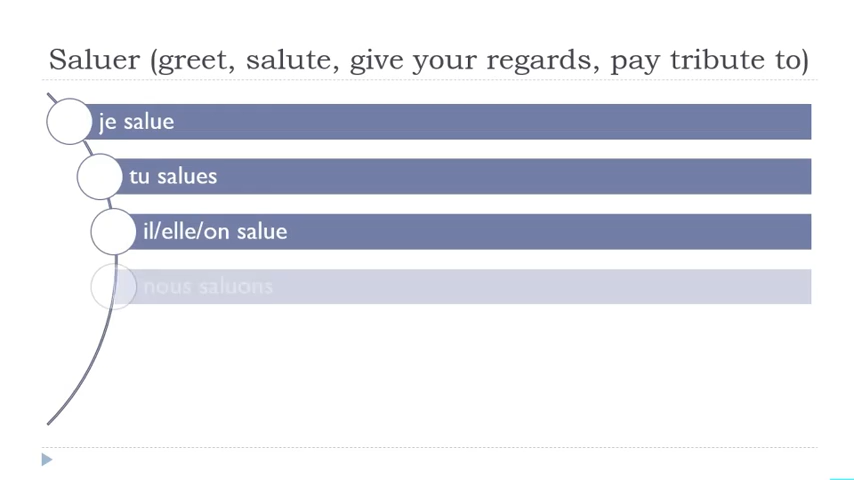 Saluer (greet, salute, give your regards, pay tribute to)
je salue
tu salues
il/elle/on salue
nous saluons